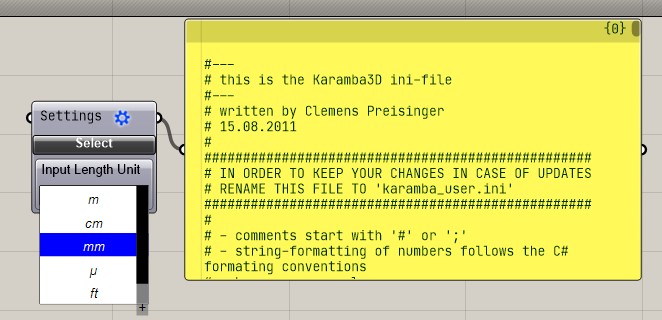 {0}
#---
# this is the Karamba3D ini-file
#---
# written by Clemens Preisinger
# 15.08.2011
#
##################################################
# IN ORDER TO KEEP YOUR CHANGES IN CASE OF UPDATES
# RENAME THIS FILE TO 'karamba_user.ini'
##################################################
#
# - comments start with '#' or ';'
# - string-formatting of numbers follows the C#
formating conventions
Settings
Select
Input Length Unit
m
cm
mm
µ
ft
+